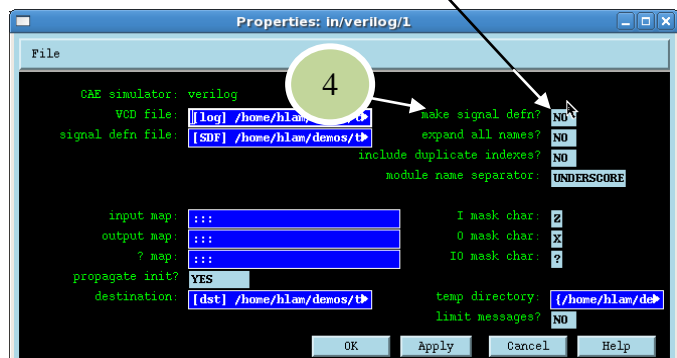 Properties: in/verilog/1
File
4
CAE simulator: verilog
VCD file: [log] /home/hlam/demos/t
make signal defn? NO
signal defn file: [SDF] /home/hlam/demos/t
expand all names? NO
include duplicate indexes? NO
module name separator: UNDERSCORE
input map: :::
I mask char: Z
output map: :::
O mask char: X
? map: :::
IO mask char: ?
propagate init? YES
destination: [dst] /home/hlam/demos/t
temp directory: {/home/hlam/de
limit messages? NO
OK Apply Cancel Help